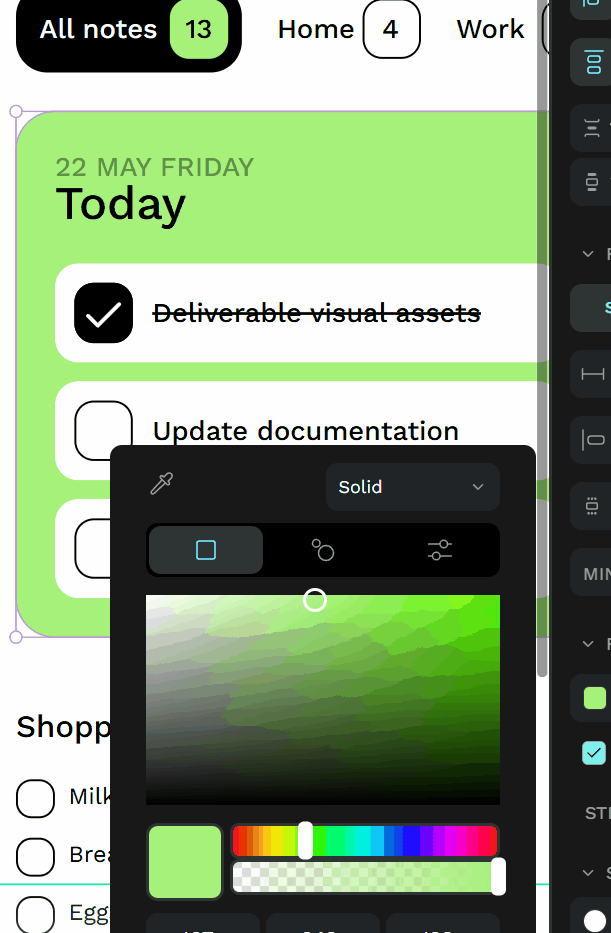 All notes 13 Home 4 Work
22 MAY FRIDAY
Today
Deliverable visual assets
Update documentation
Solid
MIN
Shopp
Milk
Brea
Egg
STR